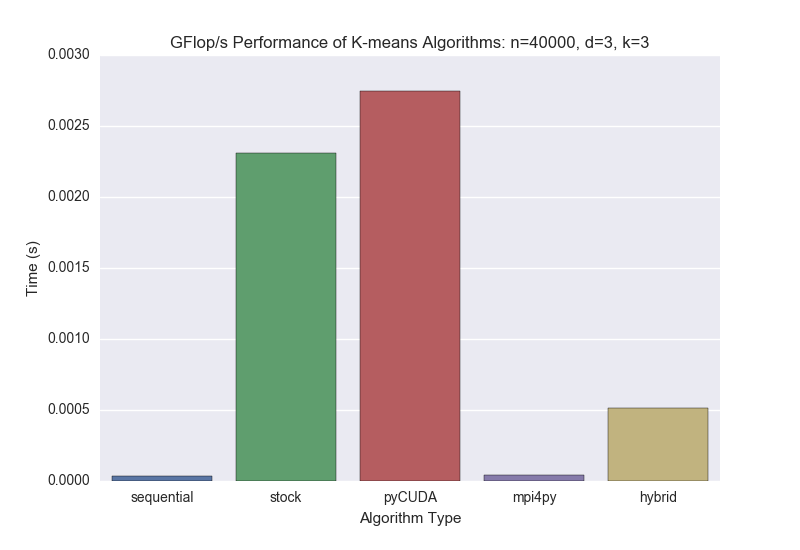 GFlop/s Performance of K-means Algorithms: n=40000, d=3, k=3
0.0030
0.0025
0.0020
0.0015
0.0010
0.0005
0.0000
Time (s)
sequential stock pyCUDA mpi4py hybrid
Algorithm Type